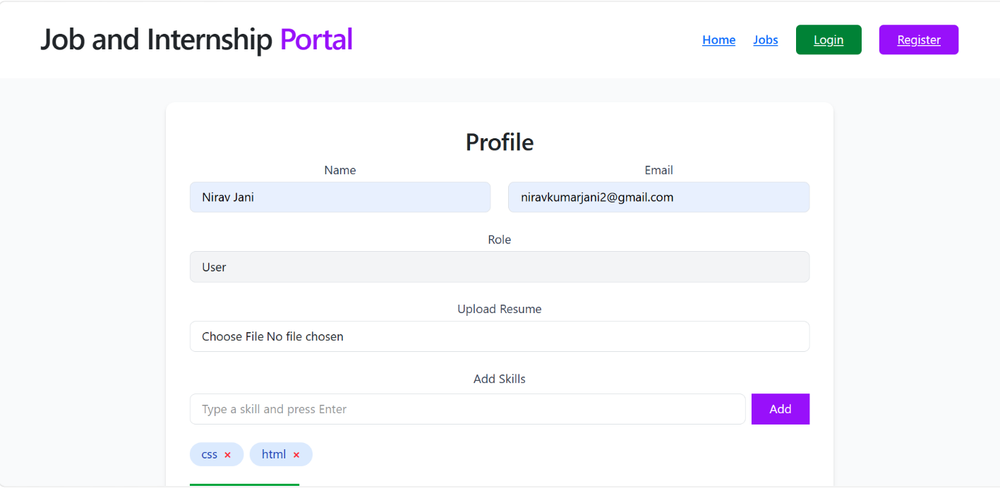 Job and Internship Portal
Home Jobs Login Register
Profile
Name Email
Nirav Jani niravkumarjani2@gmail.com
Role
User
Upload Resume
Choose File No file chosen
Add Skills
Type a skill and press Enter Add
css × html ×